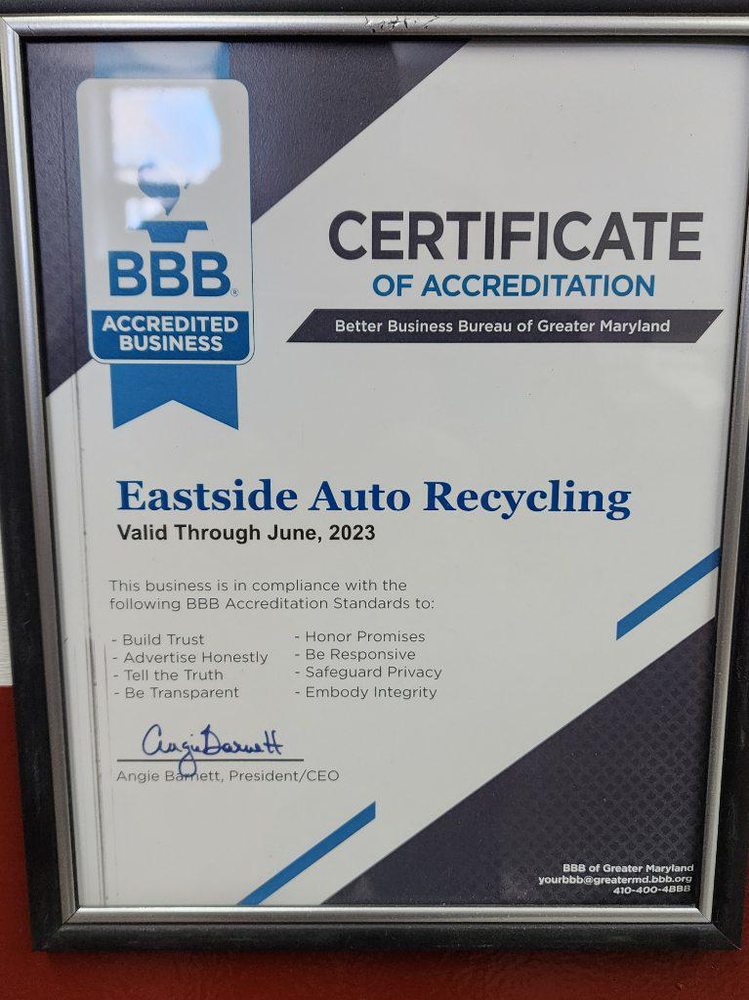 BBB®
ACCREDITED
BUSINESS
CERTIFICATE
OF ACCREDITATION
Better Business Bureau of Greater Maryland
Eastside Auto Recycling
Valid Through June, 2023
This business is in compliance with the
following BBB Accreditation Standards to:
- Build Trust
- Advertise Honestly
- Tell the Truth
- Be Transparent
- Honor Promises
- Be Responsive
- Safeguard Privacy
- Embody Integrity
Angie Barnett
Angie Barnett, President/CEO
BBB of Greater Maryland
yourbbb@greatermd.bbb.org
410-400-4BBB